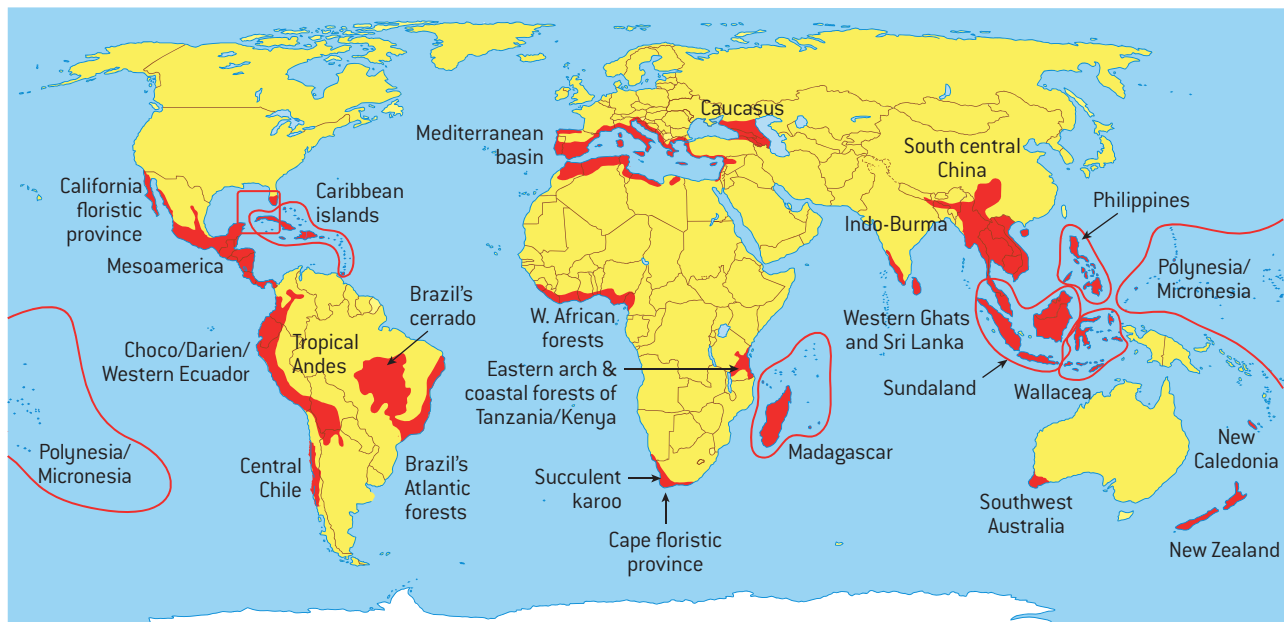 Caucasus
Mediterranean
basin
South central
China
California
floristic
province
Caribbean
islands
Philippines
Indo-Burma
Mesoamerica
Polynesia/
Micronesia
Brazil's
cerrado
W. African
forests
Western Ghats
and Sri Lanka
Choco/Darien/
Western Ecuador
Tropical
Andes
Eastern arch &
coastal forests of
Tanzania/Kenya
Sundaland
Wallacea
Polynesia/
Micronesia
Central
Chile
Brazil's
Atlantic
forests
Succulent
karoo
Madagascar
New
Caledonia
Southwest
Australia
Cape floristic
province
New Zealand